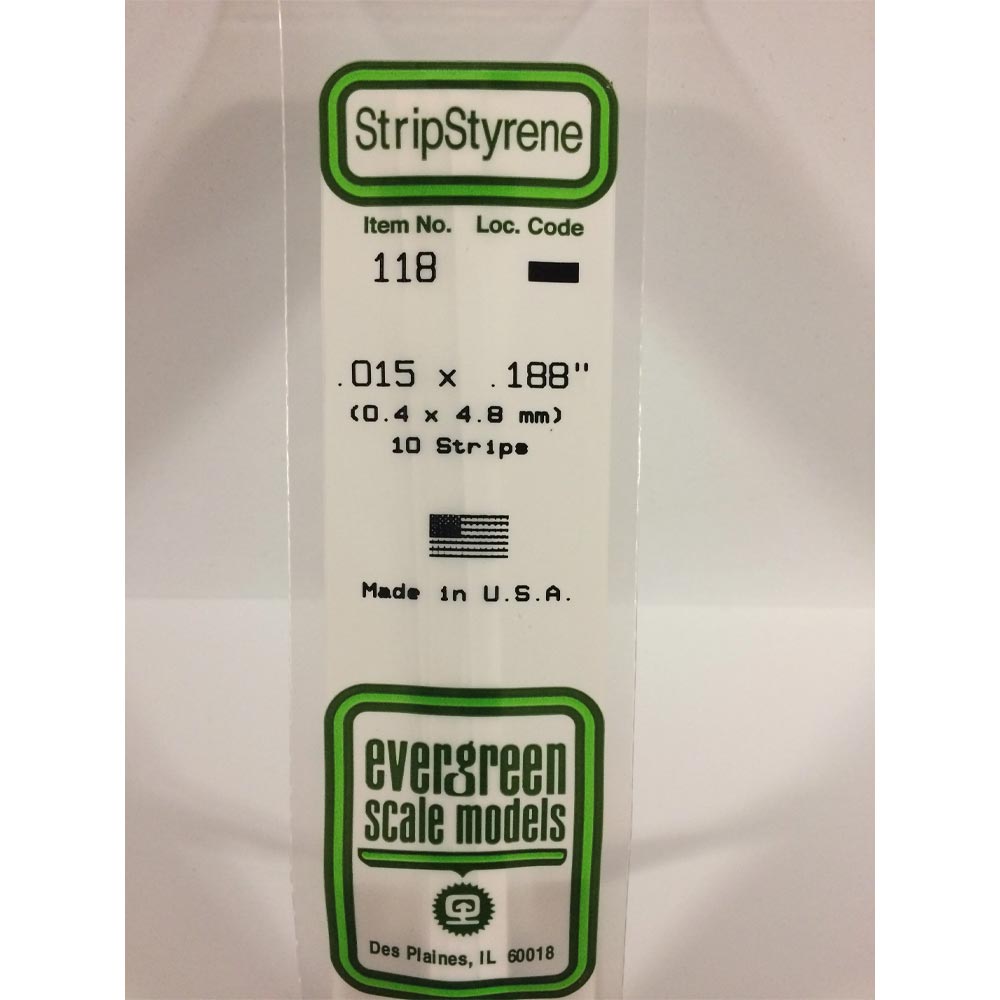 StripStyrene
Item No. Loc. Code
118
.015 x .188"
(0.4 x 4.8 mm)
10 Strips
Made in U.S.A.
evergreen
scale models
Des Plaines, IL 60018